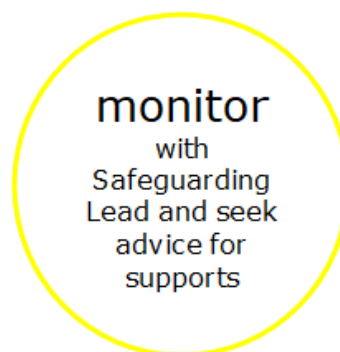 monitor
with
Safeguarding
Lead and seek
advice for
supports